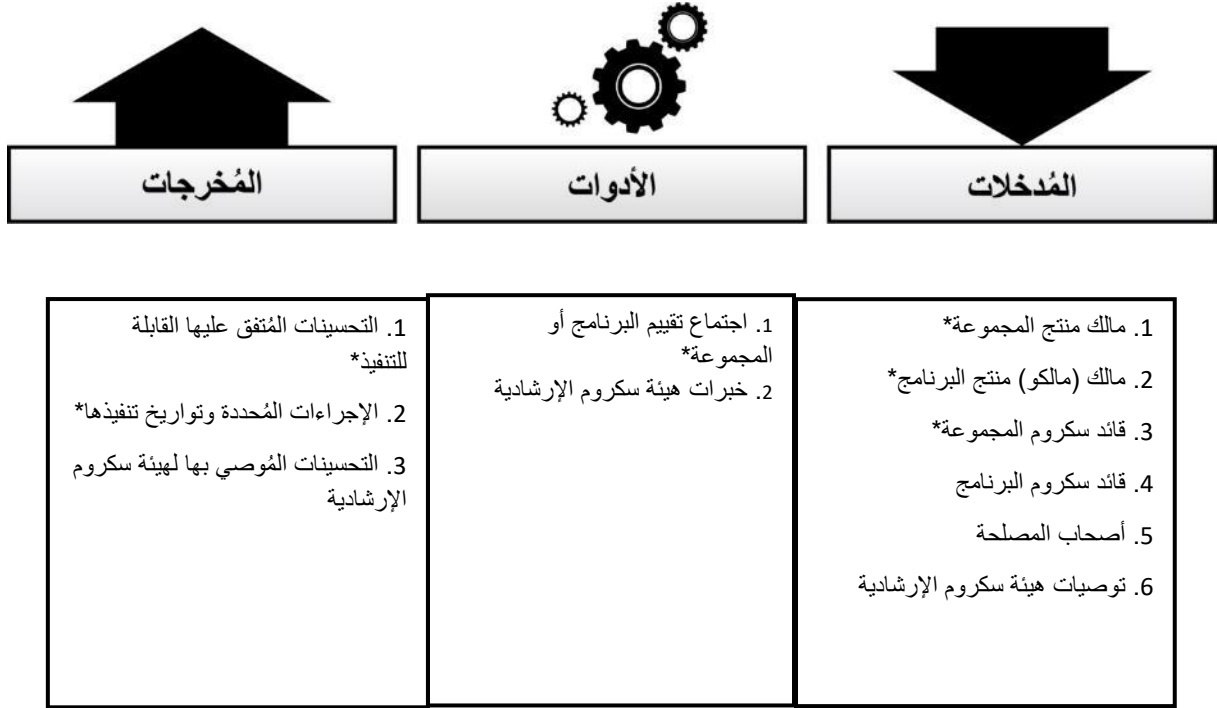 المُدخلات
الأدوات
المُخرجات
1. مالك منتج المجموعة*
2. مالك (مالكو) منتج البرنامج*
3. قائد سكروم المجموعة*
4. قائد سكروم البرنامج
5. أصحاب المصلحة
6. توصيات هيئة سكروم الإرشادية
1. اجتماع تقييم البرنامج أو
المجموعة*
2. خبرات هيئة سكروم الإرشادية
1. التحسينات المُتفق عليها القابلة
للتنفيذ*
2. الإجراءات المُحددة وتواريخ تنفيذها*
3. التحسينات المُوصي بها لهيئة سكروم
الإرشادية